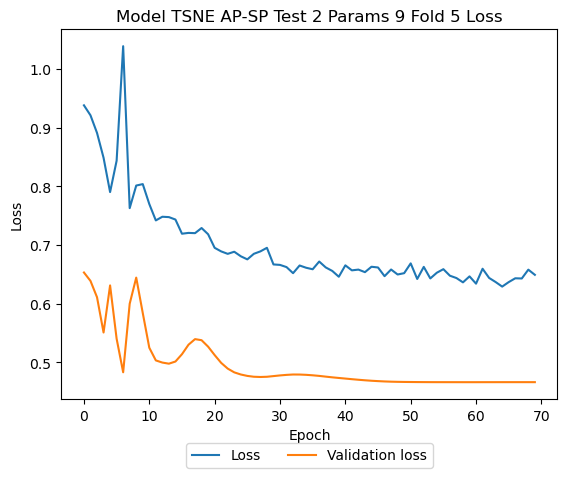 Model TSNE AP-SP Test 2 Params 9 Fold 5 Loss
1.0
0.9
0.8
0.7
0.6
0.5
Loss
0 10 20 30 40 50 60 70
Epoch
Loss Validation loss